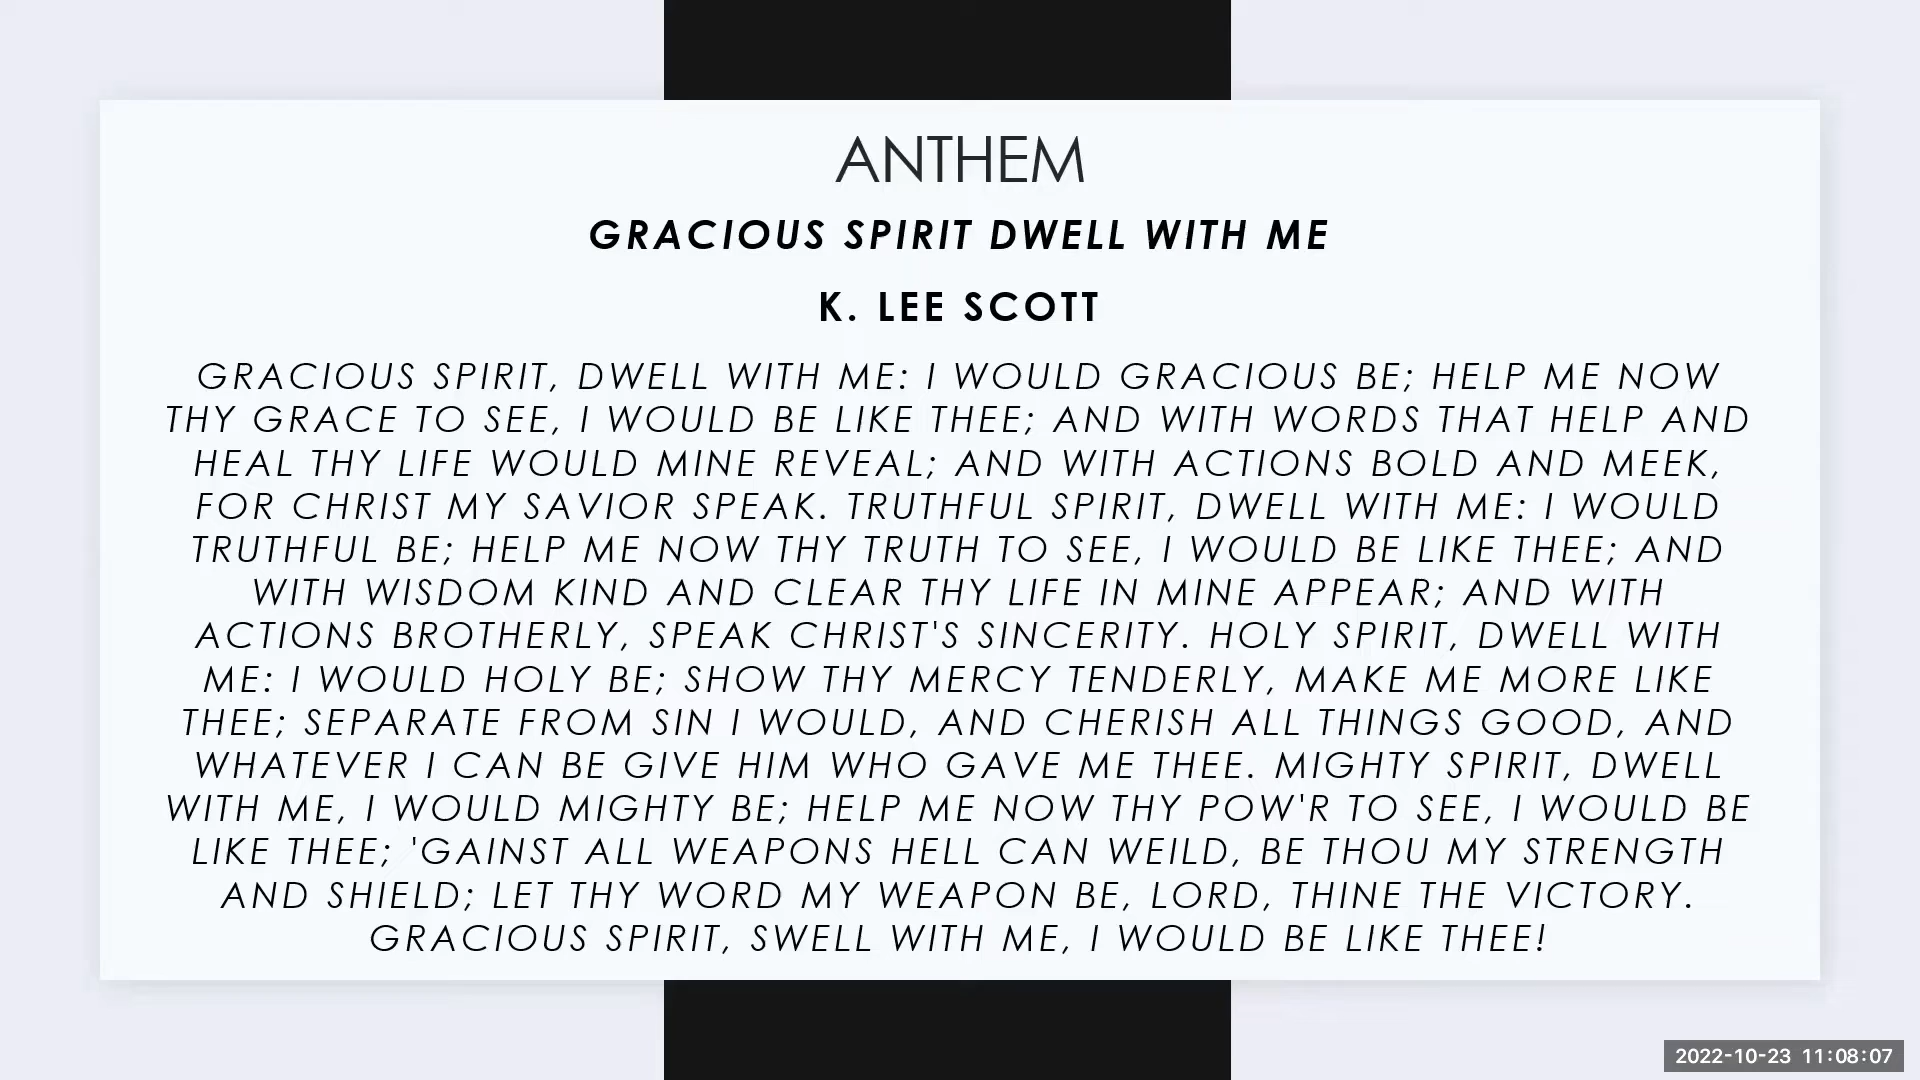 ANTHEM
GRACIOUS SPIRIT DWELL WITH ME
K. LEE SCOTT
GRACIOUS SPIRIT, DWELL WITH ME: I WOULD GRACIOUS BE; HELP ME NOW
THY GRACE TO SEE, I WOULD BE LIKE THEE; AND WITH WORDS THAT HELP AND
HEAL THY LIFE WOULD MINE REVEAL; AND WITH ACTIONS BOLD AND MEEK,
FOR CHRIST MY SAVIOR SPEAK. TRUTHFUL SPIRIT, DWELL WITH ME: I WOULD
TRUTHFUL BE; HELP ME NOW THY TRUTH TO SEE, I WOULD BE LIKE THEE; AND
WITH WISDOM KIND AND CLEAR THY LIFE IN MINE APPEAR; AND WITH
ACTIONS BROTHERLY, SPEAK CHRIST'S SINCERITY. HOLY SPIRIT, DWELL WITH
ME: I WOULD HOLY BE; SHOW THY MERCY TENDERLY, MAKE ME MORE LIKE
THEE; SEPARATE FROM SIN I WOULD, AND CHERISH ALL THINGS GOOD, AND
WHATEVER I CAN BE GIVE HIM WHO GAVE ME THEE. MIGHTY SPIRIT, DWELL
WITH ME, I WOULD MIGHTY BE; HELP ME NOW THY POW'R TO SEE, I WOULD BE
LIKE THEE; 'GAINST ALL WEAPONS HELL CAN WEILD, BE THOU MY STRENGTH
AND SHIELD; LET THY WORD MY WEAPON BE, LORD, THINE THE VICTORY.
GRACIOUS SPIRIT, SWELL WITH ME, I WOULD BE LIKE THEE!
2022-10-23 11:08:07